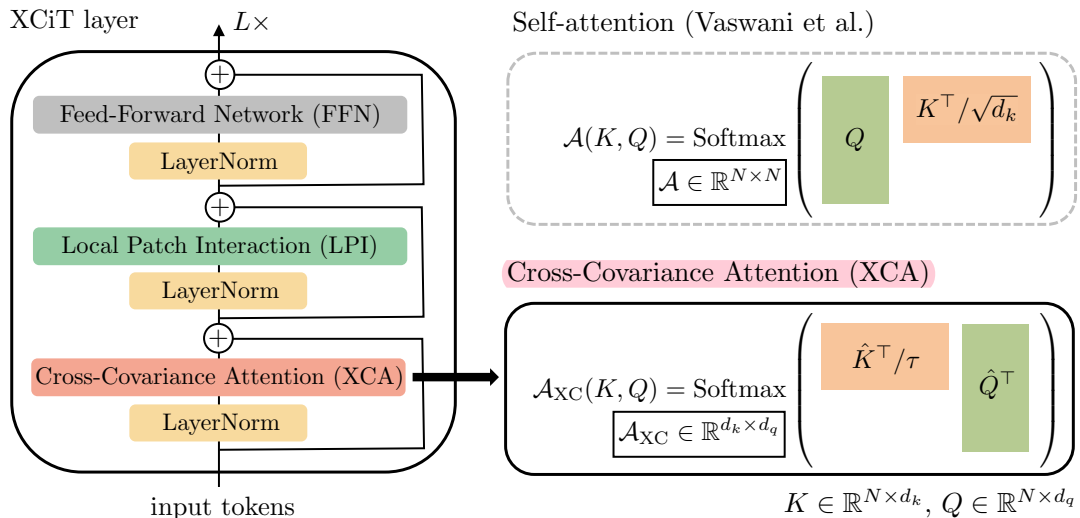 XCiT layer
L×
+
Feed-Forward Network (FFN)
LayerNorm
+
Local Patch Interaction (LPI)
LayerNorm
+
Cross-Covariance Attention (XCA)
LayerNorm
input tokens
Self-attention (Vaswani et al.)
𝒜(K, Q) = Softmax ( Q K⊤/√dₖ )
𝒜 ∈ ℝ^{N×N}
Cross-Covariance Attention (XCA)
𝒜_XC(K, Q) = Softmax ( K̂⊤/τ Q̂⊤ )
𝒜_XC ∈ ℝ^{d_k×d_q}
K ∈ ℝ^{N×d_k}, Q ∈ ℝ^{N×d_q}